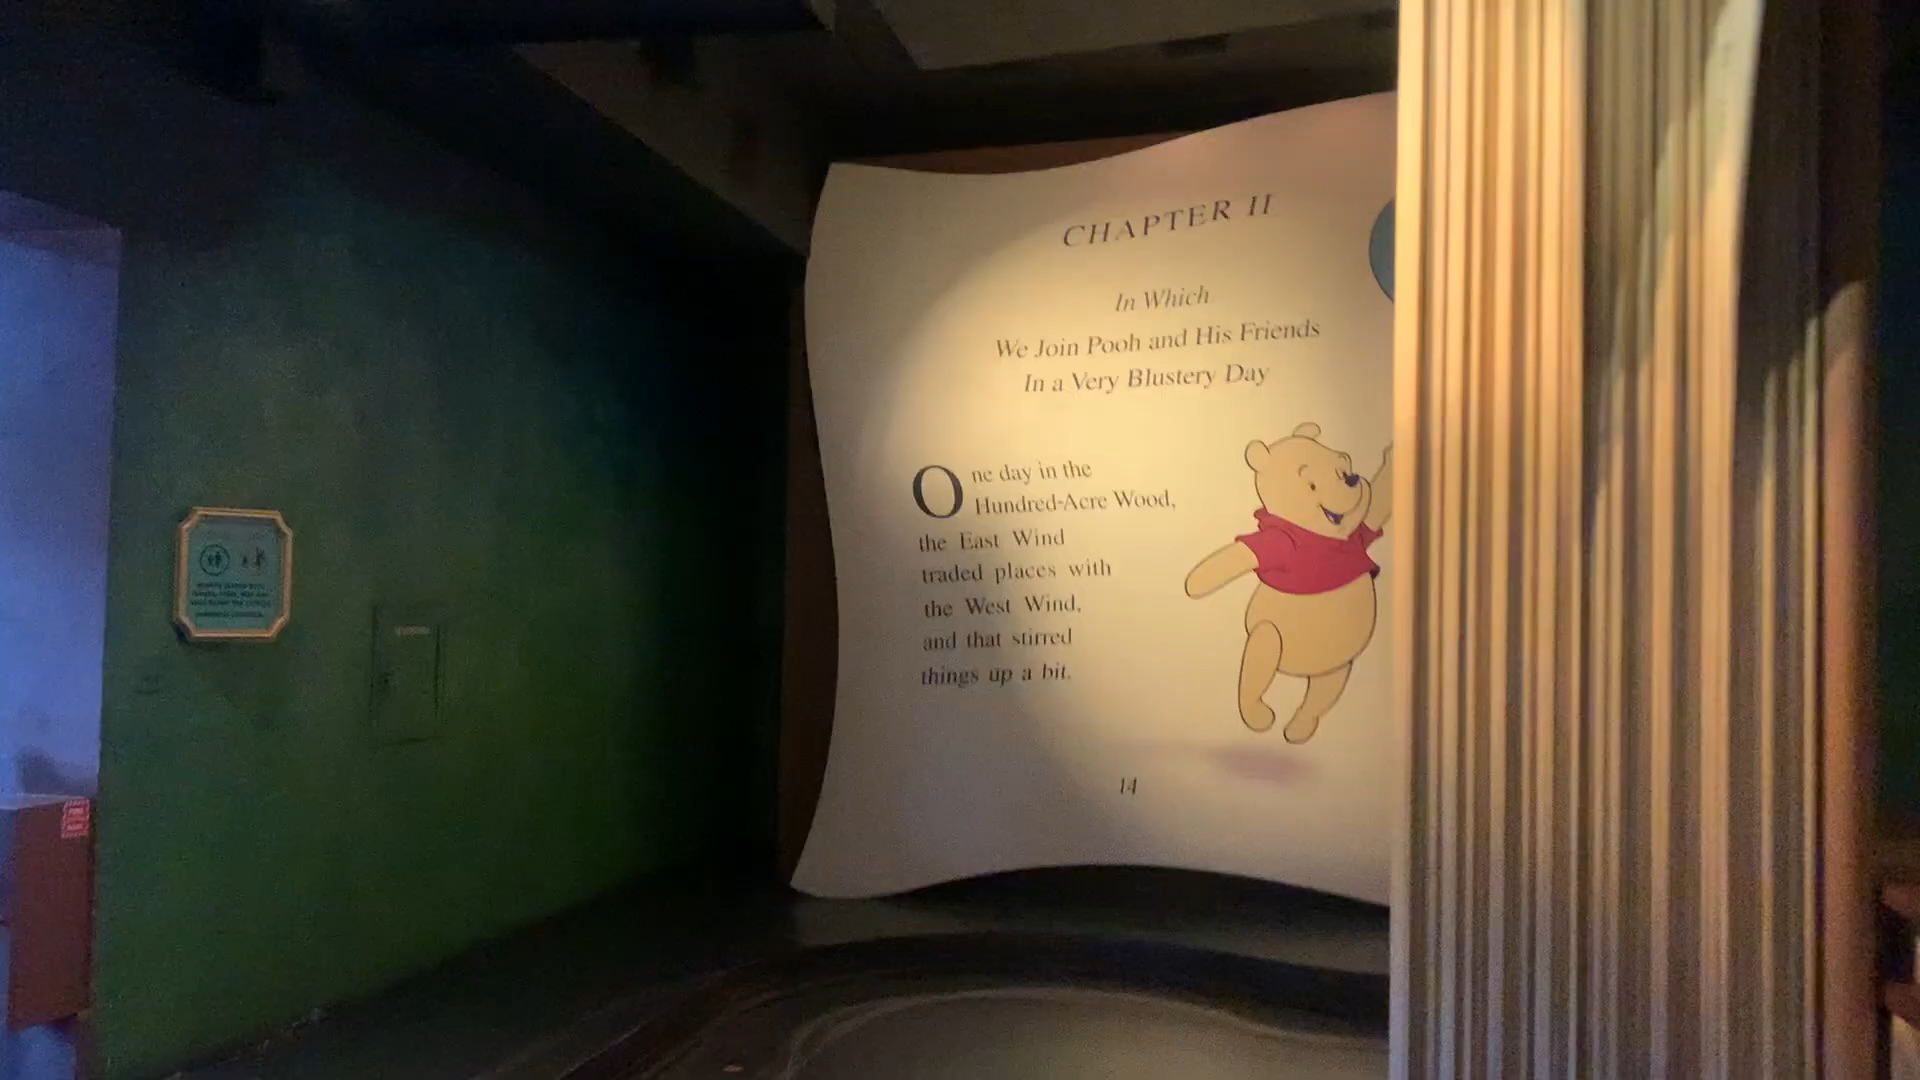 CHAPTER II
In Which
We Join Pooh and His Friends
In a Very Blustery Day
One day in the
Hundred-Acre Wood,
the East Wind
traded places with
the West Wind,
and that stirred
things up a bit.
14